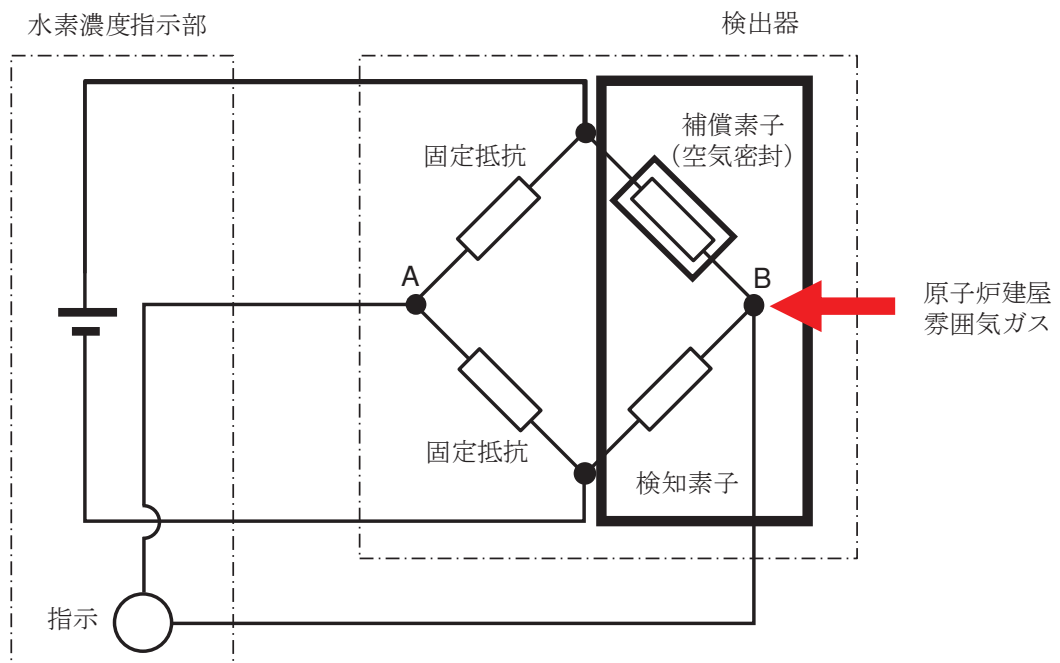 水素濃度指示部
検出器
補償素子
（空気密封）
固定抵抗
A
B
原子炉建屋
雰囲気ガス
固定抵抗
検知素子
指示